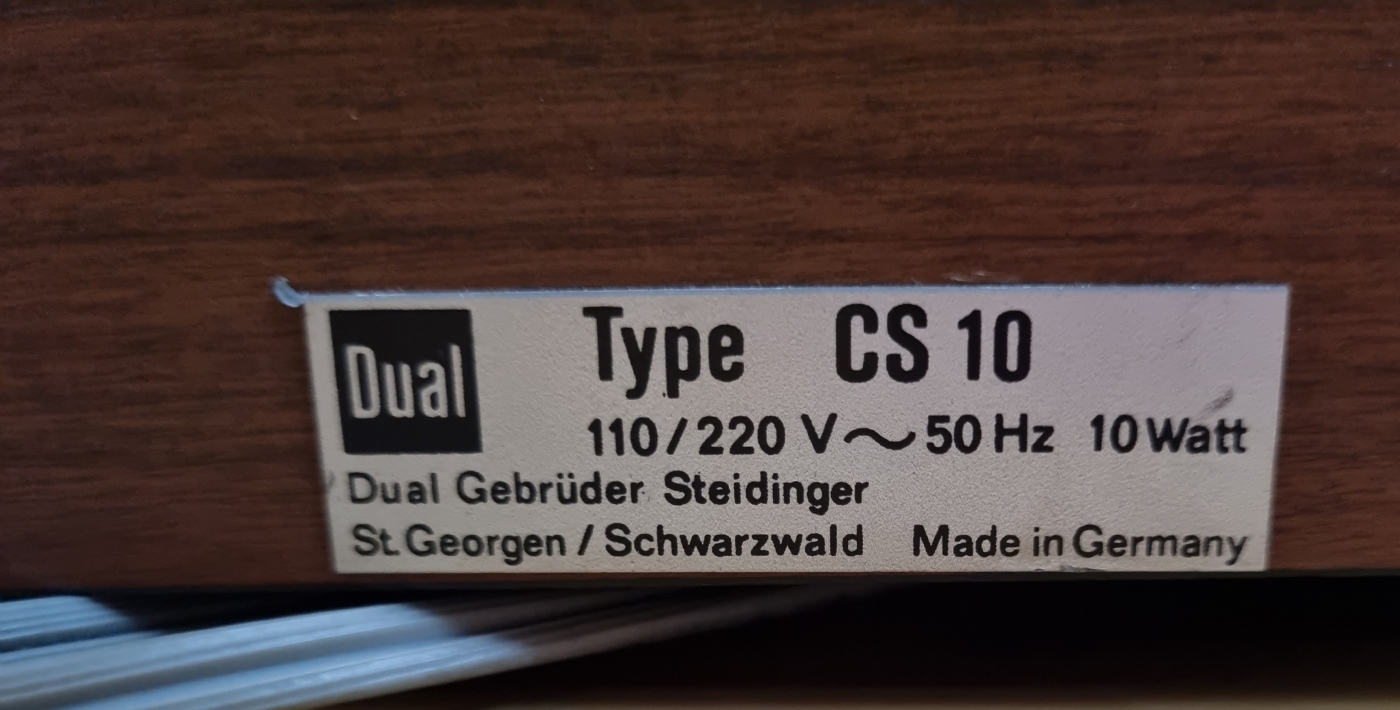 Dual
Type CS 10
110/220 V~50 Hz 10 Watt
Dual Gebrüder Steidinger
St. Georgen / Schwarzwald Made in Germany